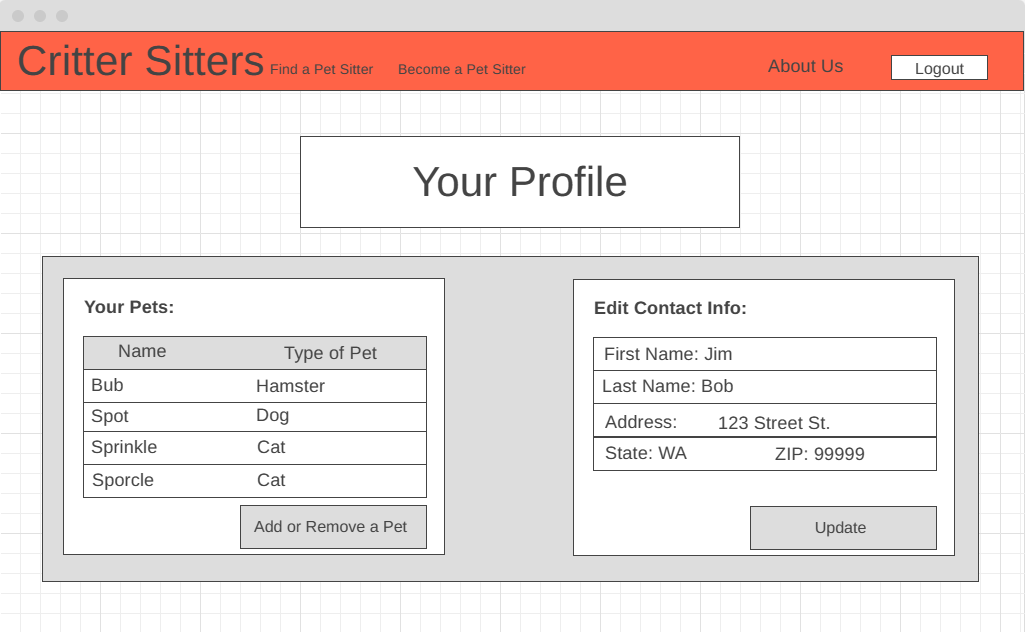 Critter Sitters Find a Pet Sitter Become a Pet Sitter About Us Logout
Your Profile
Your Pets:
Name Type of Pet
Bub Hamster
Spot Dog
Sprinkle Cat
Sporcle Cat
Add or Remove a Pet
Edit Contact Info:
First Name: Jim
Last Name: Bob
Address: 123 Street St.
State: WA ZIP: 99999
Update